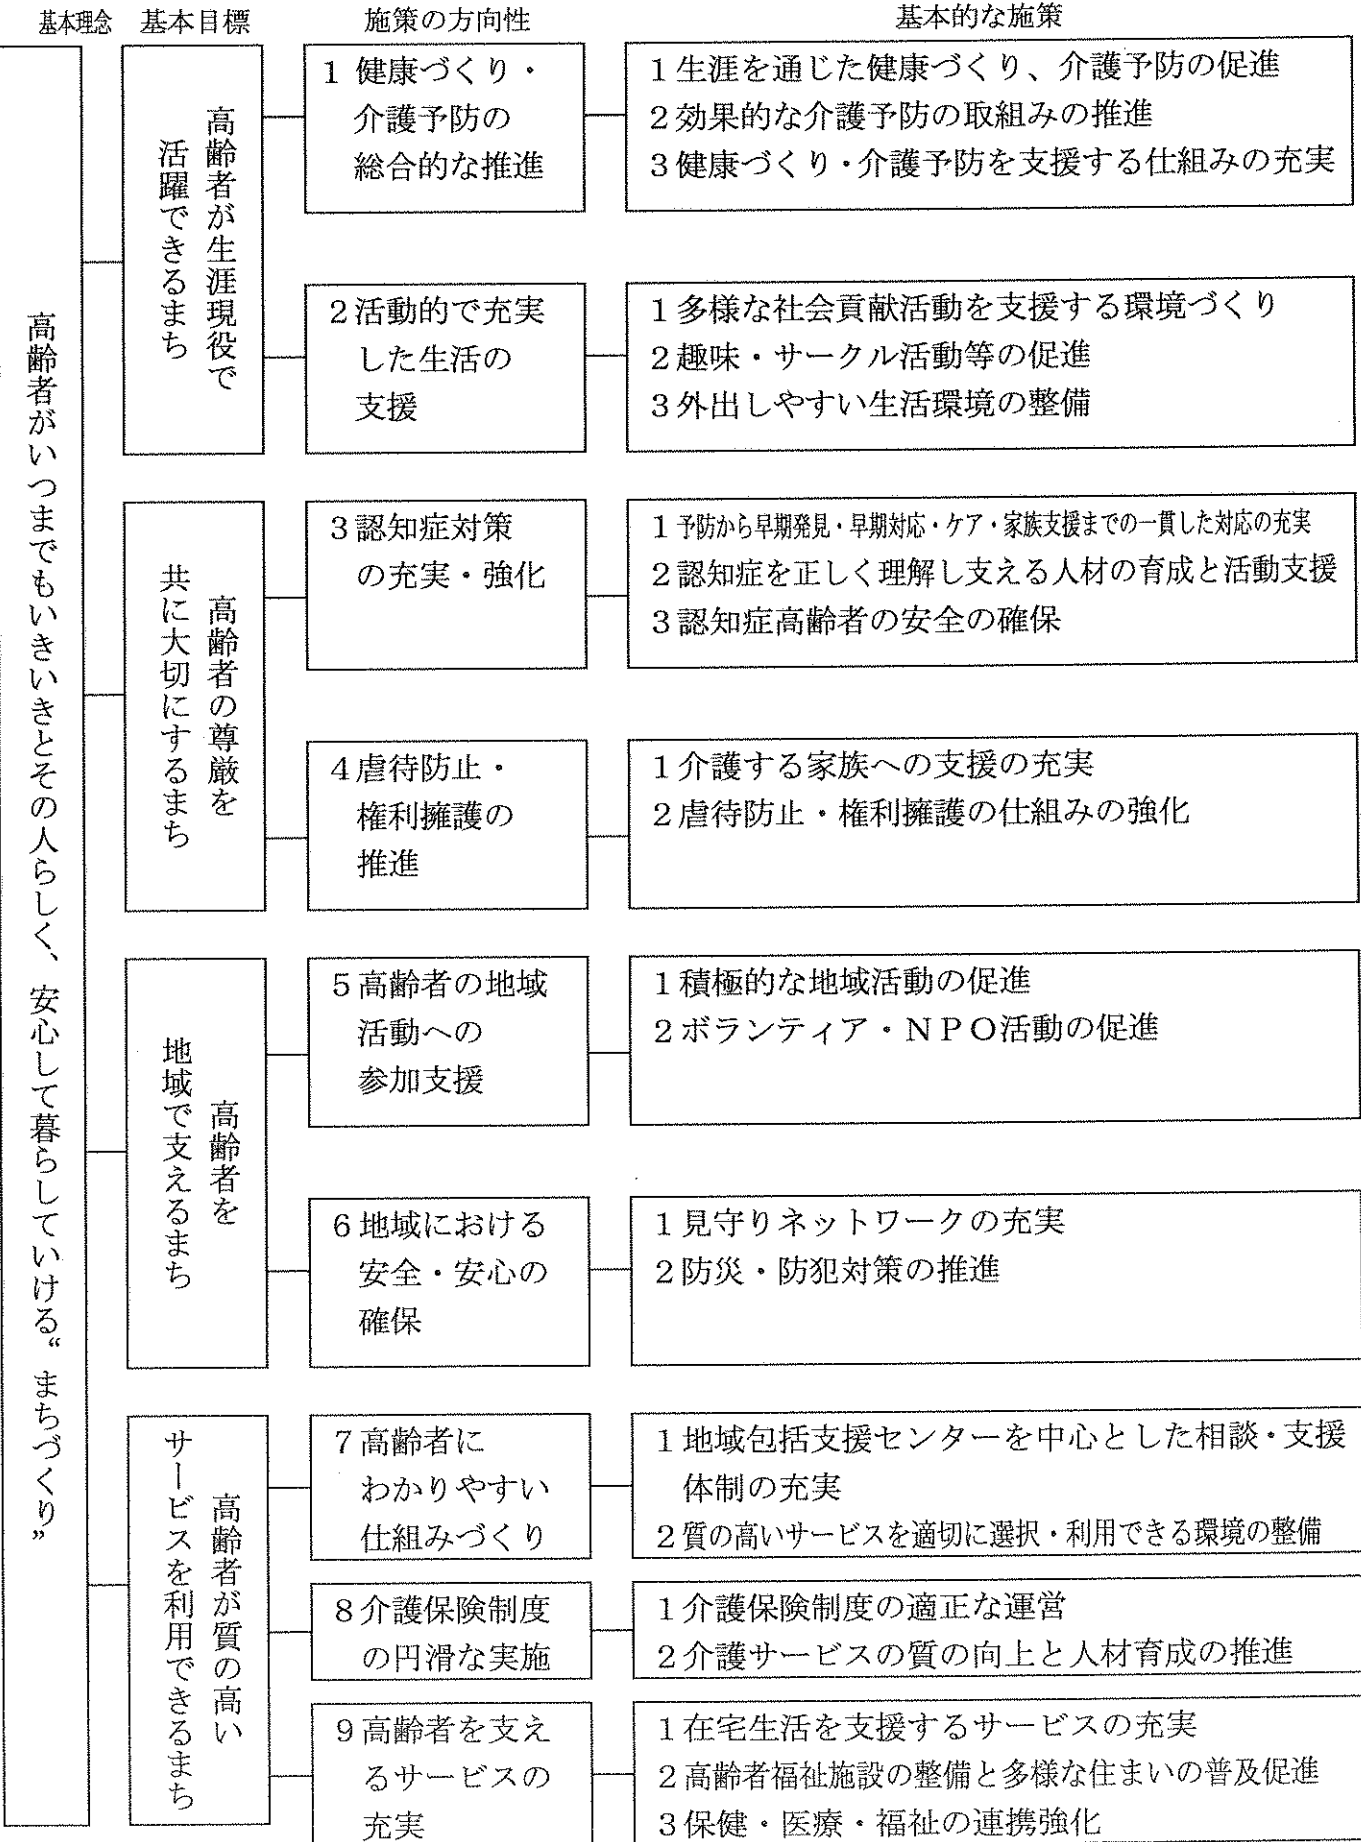 基本理念 基本目標 施策の方向性 基本的な施策
高齢者がいつまでもいきいきとその人らしく、安心して暮らしていける“まちづくり”
高齢者が生涯現役で
活躍できるまち
1 健康づくり・
介護予防の
総合的な推進
1 生涯を通じた健康づくり、介護予防の促進
2 効果的な介護予防の取組みの推進
3 健康づくり・介護予防を支援する仕組みの充実
2 活動的で充実
した生活の
支援
1 多様な社会貢献活動を支援する環境づくり
2 趣味・サークル活動等の促進
3 外出しやすい生活環境の整備
高齢者の尊厳を
共に大切にするまち
3 認知症対策
の充実・強化
1 予防から早期発見・早期対応・ケア・家族支援までの一貫した対応の充実
2 認知症を正しく理解し支える人材の育成と活動支援
3 認知症高齢者の安全の確保
4 虐待防止・
権利擁護の
推進
1 介護する家族への支援の充実
2 虐待防止・権利擁護の仕組みの強化
高齢者を
地域で支えるまち
5 高齢者の地域
活動への
参加支援
1 積極的な地域活動の促進
2 ボランティア・NPO活動の促進
6 地域における
安全・安心の
確保
1 見守りネットワークの充実
2 防災・防犯対策の推進
高齢者が質の高い
サービスを利用できるまち
7 高齢者に
わかりやすい
仕組みづくり
1 地域包括支援センターを中心とした相談・支援
体制の充実
2 質の高いサービスを適切に選択・利用できる環境の整備
8 介護保険制度
の円滑な実施
1 介護保険制度の適正な運営
2 介護サービスの質の向上と人材育成の推進
9 高齢者を支え
るサービスの
充実
1 在宅生活を支援するサービスの充実
2 高齢者福祉施設の整備と多様な住まいの普及促進
3 保健・医療・福祉の連携強化